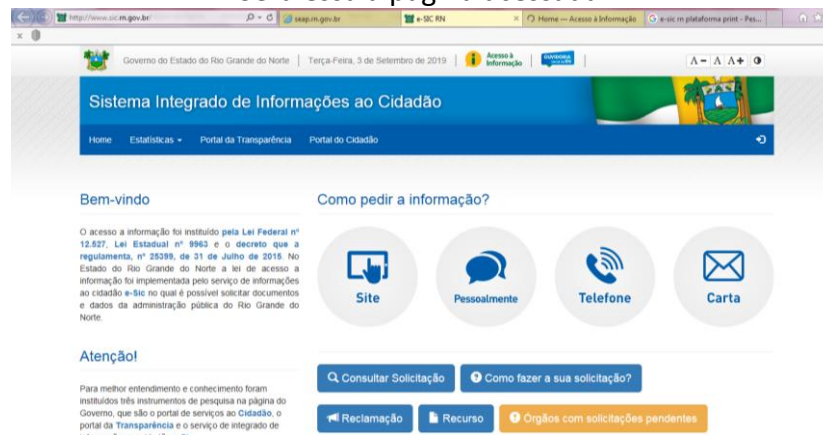 http://www.sic.rn.gov.br/
seap.rn.gov.br
e-SIC RN
Home — Acesso à Informação
e-sic rn plataforma print - Pes...
Governo do Estado do Rio Grande do Norte | Terça-Feira, 3 de Setembro de 2019 | Acesso à Informação | OUVIDORIA |
A - A A+
Sistema Integrado de Informações ao Cidadão
Home Estatísticas Portal da Transparência Portal do Cidadão
Bem-vindo
O acesso a informação foi instituído pela Lei Federal nº
12.527, Lei Estadual nº 9963 e o decreto que a
regulamenta, nº 25399, de 31 de Julho de 2015. No
Estado do Rio Grande do Norte a lei de acesso a
informação foi implementada pelo serviço de informações
ao cidadão e-Sic no qual é possível solicitar documentos
e dados da administração pública do Rio Grande do
Norte.
Atenção!
Para melhor entendimento e conhecimento foram
instituídos três instrumentos de pesquisa na página do
Governo, que são o portal de serviços ao Cidadão, o
portal da Transparência e o serviço de integrado de
Como pedir a informação?
Site
Pessoalmente
Telefone
Carta
Consultar Solicitação
Como fazer a sua solicitação?
Reclamação
Recurso
Órgãos com solicitações pendentes